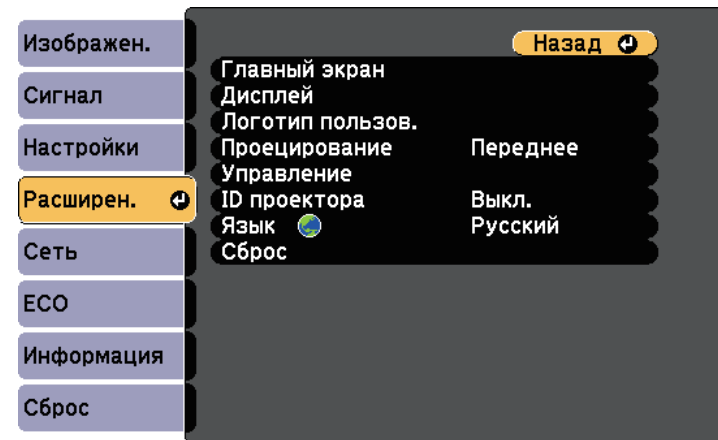 Изображен.
Сигнал
Настройки
Расширен.
Сеть
ECO
Информация
Сброс
Назад
Главный экран
Дисплей
Логотип пользов.
Проецирование Переднее
Управление
ID проектора Выкл.
Язык Русский
Сброс